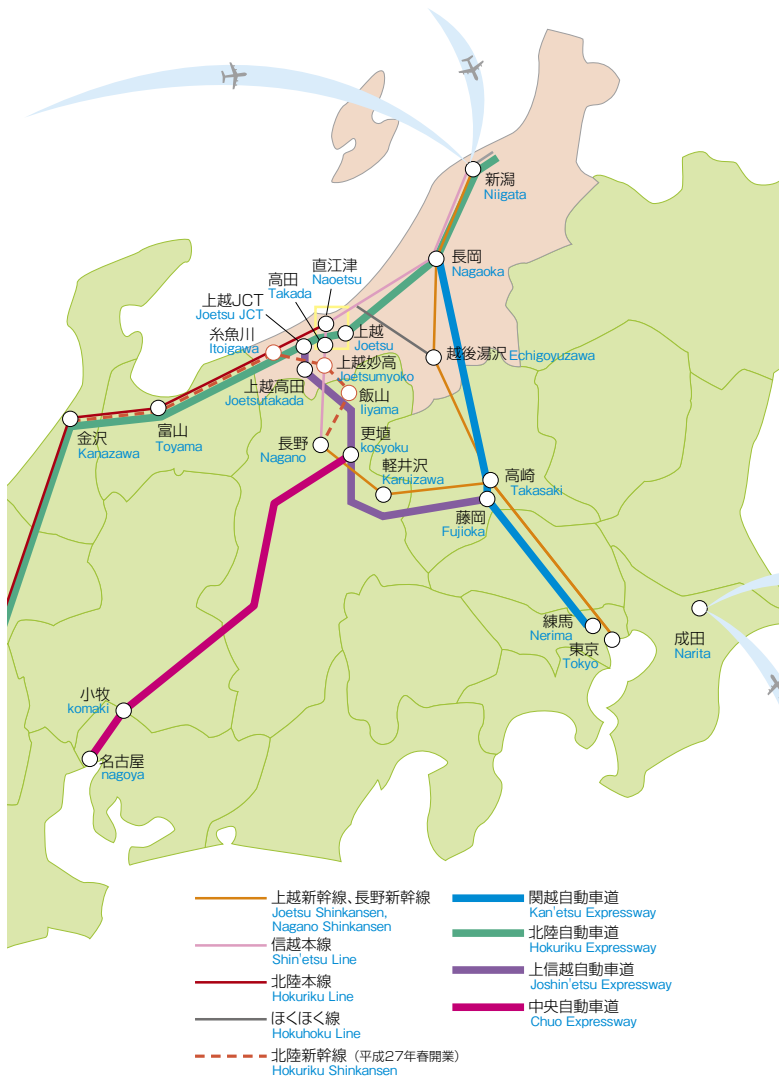 新潟
Niigata
長岡
Nagaoka
直江津
Naoetsu
高田
Takada
上越JCT
Joetsu JCT
糸魚川
Itoigawa
上越
Joetsu
越後湯沢 Echigoyuzawa
上越妙高
Joetsumyoko
上越高田
Joetsutakada
飯山
Iiyama
金沢
Kanazawa
富山
Toyama
長野
Nagano
更埴
kosyoku
軽井沢
Karuizawa
高崎
Takasaki
藤岡
Fujioka
練馬
Nerima
東京
Tokyo
成田
Narita
小牧
komaki
名古屋
nagoya
上越新幹線、長野新幹線
Joetsu Shinkansen,
Nagano Shinkansen
信越本線
Shin'etsu Line
北陸本線
Hokuriku Line
ほくほく線
Hokuhoku Line
北陸新幹線（平成27年春開業）
Hokuriku Shinkansen
関越自動車道
Kan'etsu Expressway
北陸自動車道
Hokuriku Expressway
上信越自動車道
Joshin'etsu Expressway
中央自動車道
Chuo Expressway